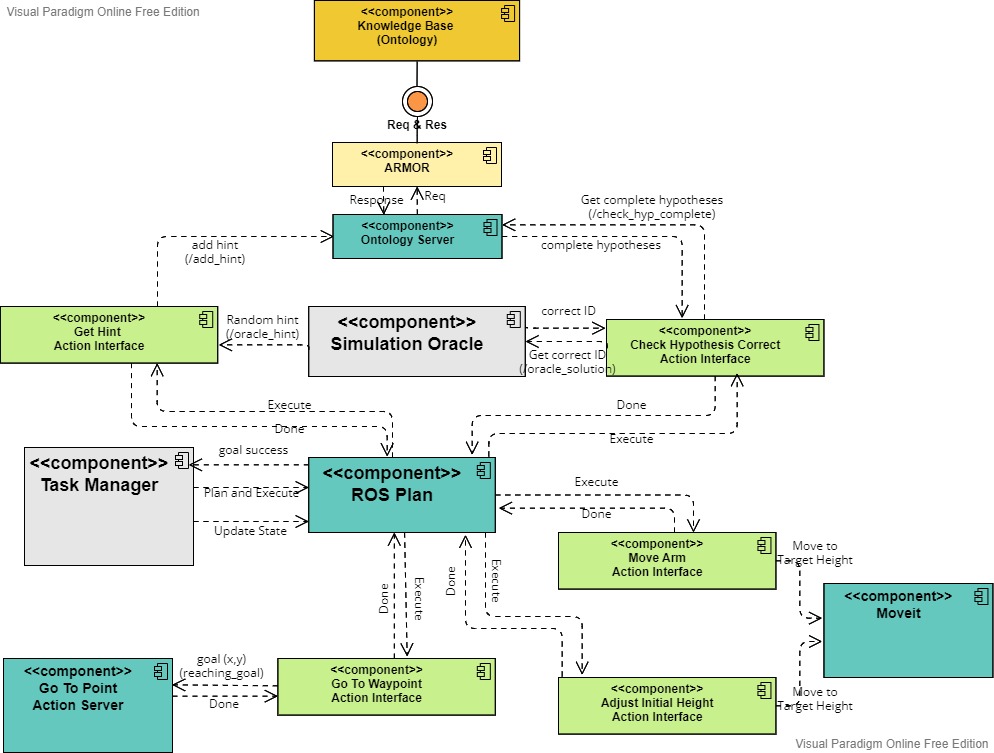 Visual Paradigm Online Free Edition
<<component>>
Knowledge Base
(Ontology)
Req & Res
<<component>>
ARMOR
Response
Req
<<component>>
Ontology Server
Get complete hypotheses
(/check_hyp_complete)
complete hypotheses
add hint
(/add_hint)
<<component>>
Get Hint
Action Interface
Random hint
(/oracle_hint)
<<component>>
Simulation Oracle
correct ID
Get correct ID
(/oracle_solution)
<<component>>
Check Hypothesis Correct
Action Interface
Execute
Done
Done
Execute
<<component>>
Task Manager
goal success
Plan and Execute
Update State
<<component>>
ROS Plan
Execute
Done
<<component>>
Move Arm
Action Interface
Move to
Target Height
<<component>>
Moveit
Done
Execute
Done
Execute
<<component>>
Go To Point
Action Server
goal (x,y)
(reaching_goal)
Done
<<component>>
Go To Waypoint
Action Interface
<<component>>
Adjust Initial Height
Action Interface
Move to
Target Height
Visual Paradigm Online Free Edition